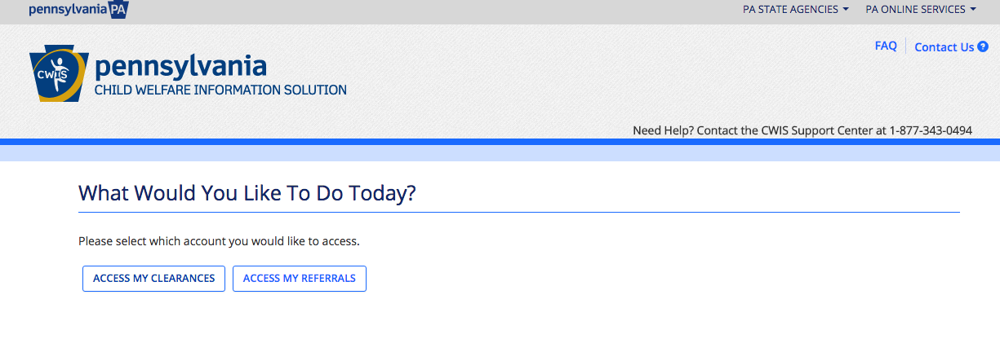 pennsylvania PA
PA STATE AGENCIES PA ONLINE SERVICES
FAQ
Contact Us ?
CWIS
pennsylvania
CHILD WELFARE INFORMATION SOLUTION
Need Help? Contact the CWIS Support Center at 1-877-343-0494
What Would You Like To Do Today?
Please select which account you would like to access.
ACCESS MY CLEARANCES ACCESS MY REFERRALS